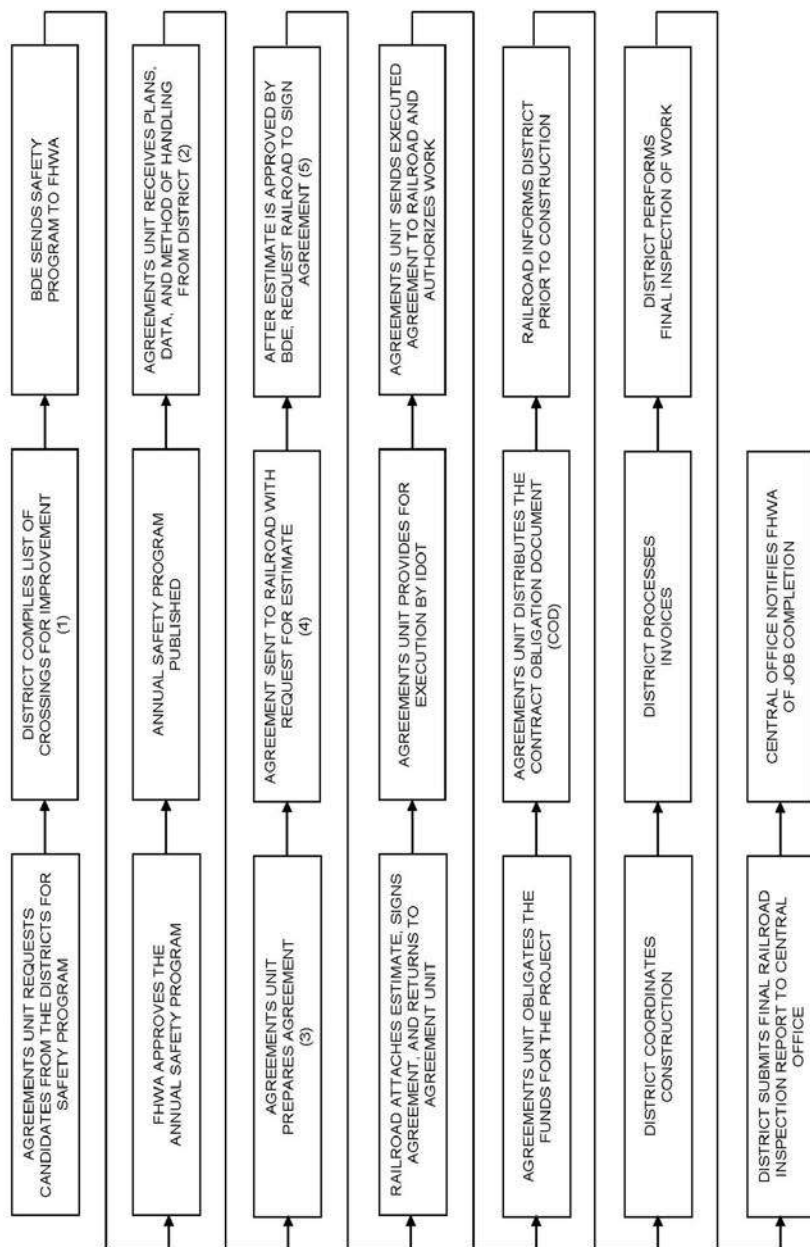 AGREEMENTS UNIT REQUESTS
CANDIDATES FROM THE DISTRICTS FOR
SAFETY PROGRAM
DISTRICT COMPILES LIST OF
CROSSINGS FOR IMPROVEMENT
(1)
BDE SENDS SAFETY
PROGRAM TO FHWA
FHWA APPROVES THE
ANNUAL SAFETY PROGRAM
ANNUAL SAFETY PROGRAM
PUBLISHED
AGREEMENTS UNIT RECEIVES PLANS,
DATA, AND METHOD OF HANDLING
FROM DISTRICT (2)
AGREEMENTS UNIT
PREPARES AGREEMENT
(3)
AGREEMENT SENT TO RAILROAD WITH
REQUEST FOR ESTIMATE
(4)
AFTER ESTIMATE IS APPROVED BY
BDE, REQUEST RAILROAD TO SIGN
AGREEMENT (5)
RAILROAD ATTACHES ESTIMATE, SIGNS
AGREEMENT, AND RETURNS TO
AGREEMENT UNIT
AGREEMENTS UNIT PROVIDES FOR
EXECUTION BY IDOT
AGREEMENTS UNIT SENDS EXECUTED
AGREEMENT TO RAILROAD AND
AUTHORIZES WORK
AGREEMENTS UNIT OBLIGATES THE
FUNDS FOR THE PROJECT
AGREEMENTS UNIT DISTRIBUTES THE
CONTRACT OBLIGATION DOCUMENT
(COD)
RAILROAD INFORMS DISTRICT
PRIOR TO CONSTRUCTION
DISTRICT COORDINATES
CONSTRUCTION
DISTRICT PROCESSES
INVOICES
DISTRICT PERFORMS
FINAL INSPECTION OF WORK
DISTRICT SUBMITS FINAL RAILROAD
INSPECTION REPORT TO CENTRAL
OFFICE
CENTRAL OFFICE NOTIFIES FHWA
OF JOB COMPLETION